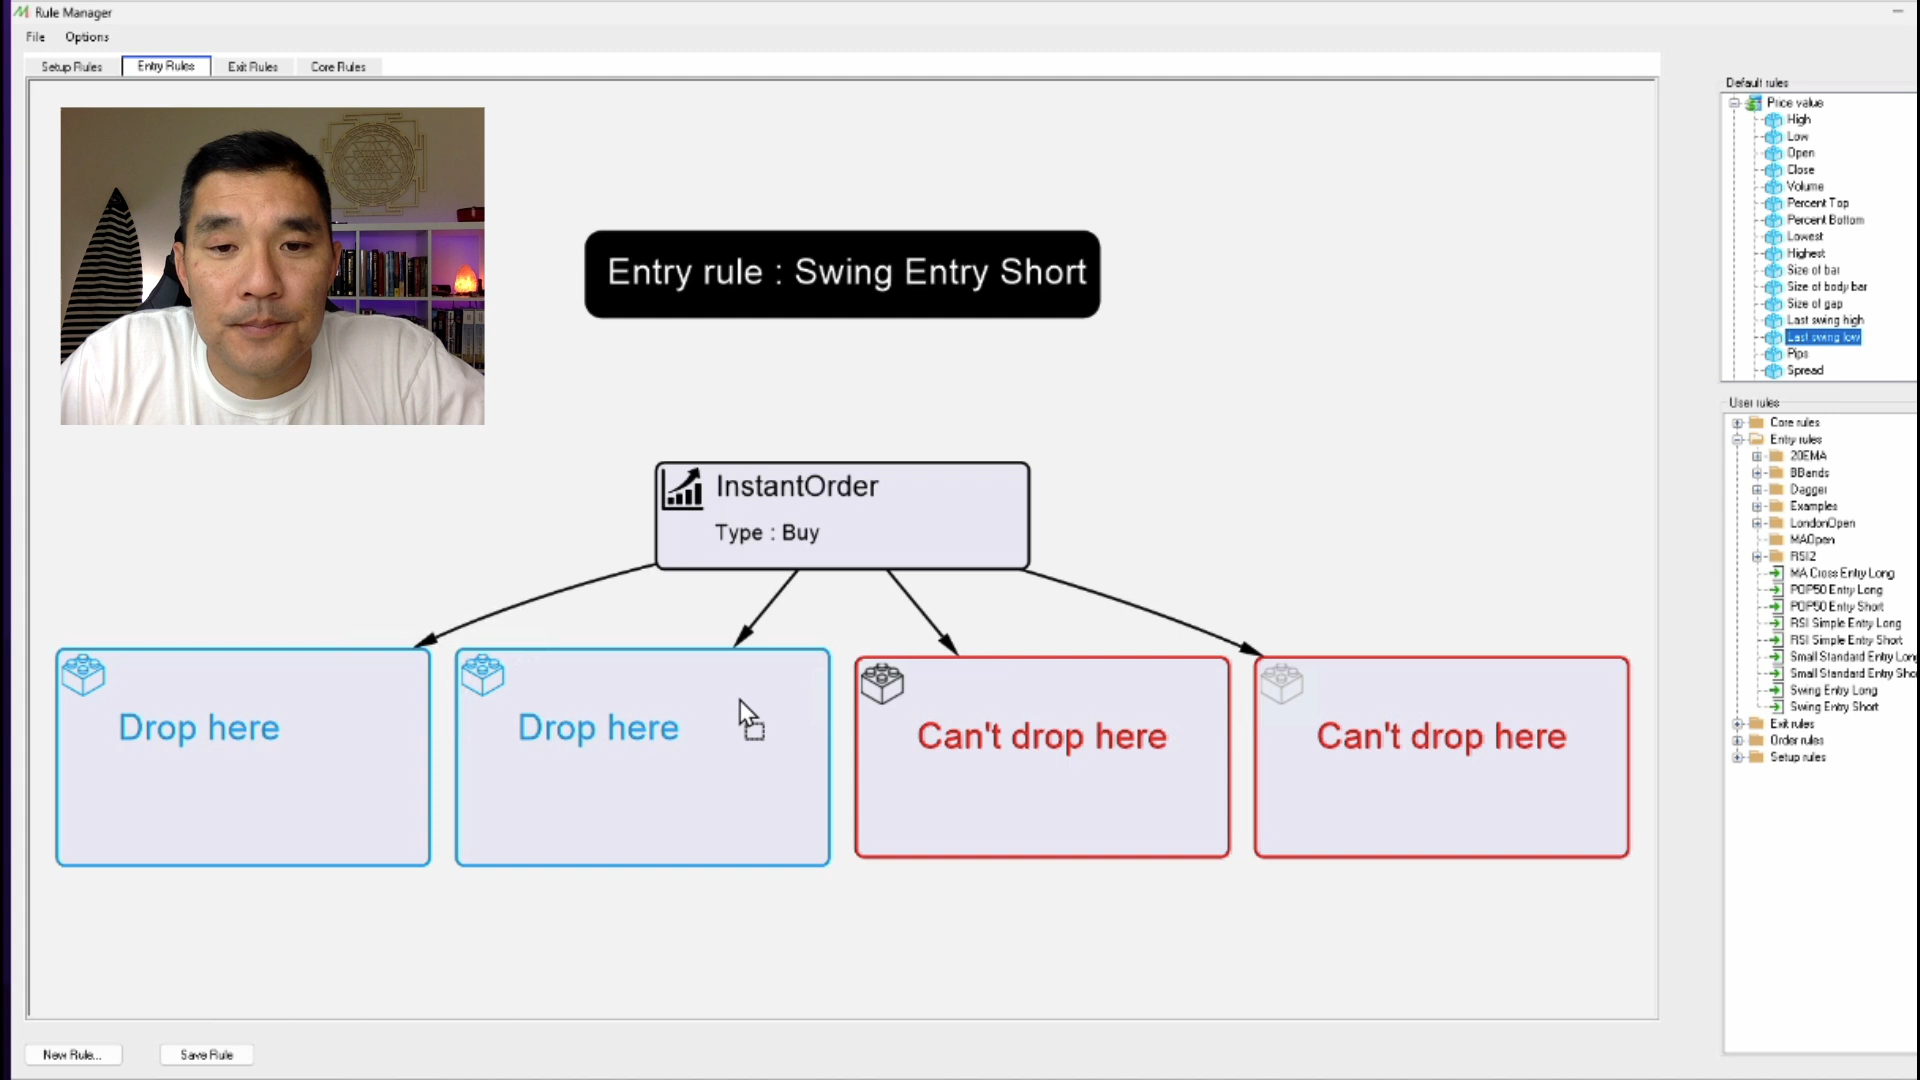 Rule Manager
File Options
Setup Rules Entry Rules Exit Rules Core Rules
Entry rule : Swing Entry Short
InstantOrder
Type : Buy
Drop here
Drop here
Can't drop here
Can't drop here
New Rule...
Save Rule
Default rules
Price value
High
Low
Open
Close
Volume
Percent Top
Percent Bottom
Lowest
Highest
Size of bar
Size of body bar
Size of gap
Last swing high
Last swing low
Pips
Spread
User rules
Core rules
Entry rules
20EMA
BBands
Dagger
Examples
LondonOpen
MAOpen
RSI2
MA Cross Entry Long
POP50 Entry Long
POP50 Entry Short
RSI Simple Entry Long
RSI Simple Entry Short
Small Standard Entry Long
Small Standard Entry Sho
Swing Entry Long
Swing Entry Short
Exit rules
Order rules
Setup rules